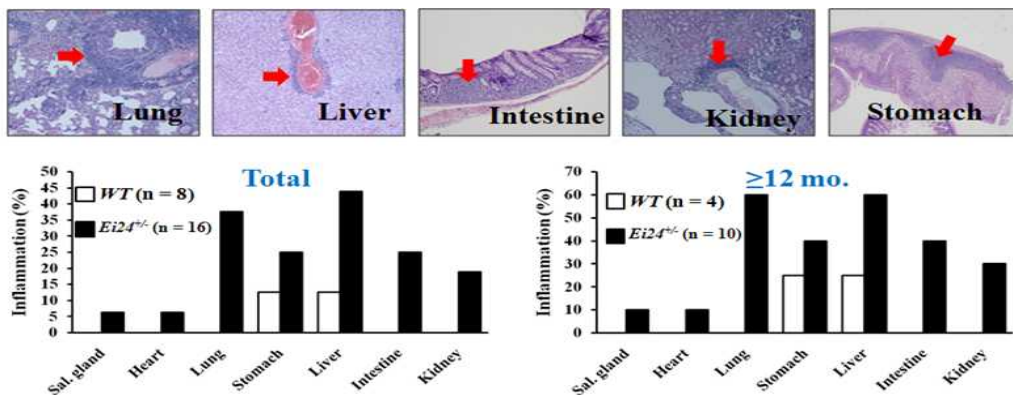 Lung
Liver
Intestine
Kidney
Stomach
Total
Inflammation (%)
50
45
40
35
30
25
20
15
10
5
0
WT (n = 8)
Ei24+/- (n = 16)
Sal. gland
Heart
Lung
Stomach
Liver
Intestine
Kidney
≥12 mo.
Inflammation (%)
70
60
50
40
30
20
10
0
WT (n = 4)
Ei24+/- (n = 10)
Sal. gland
Heart
Lung
Stomach
Liver
Intestine
Kidney